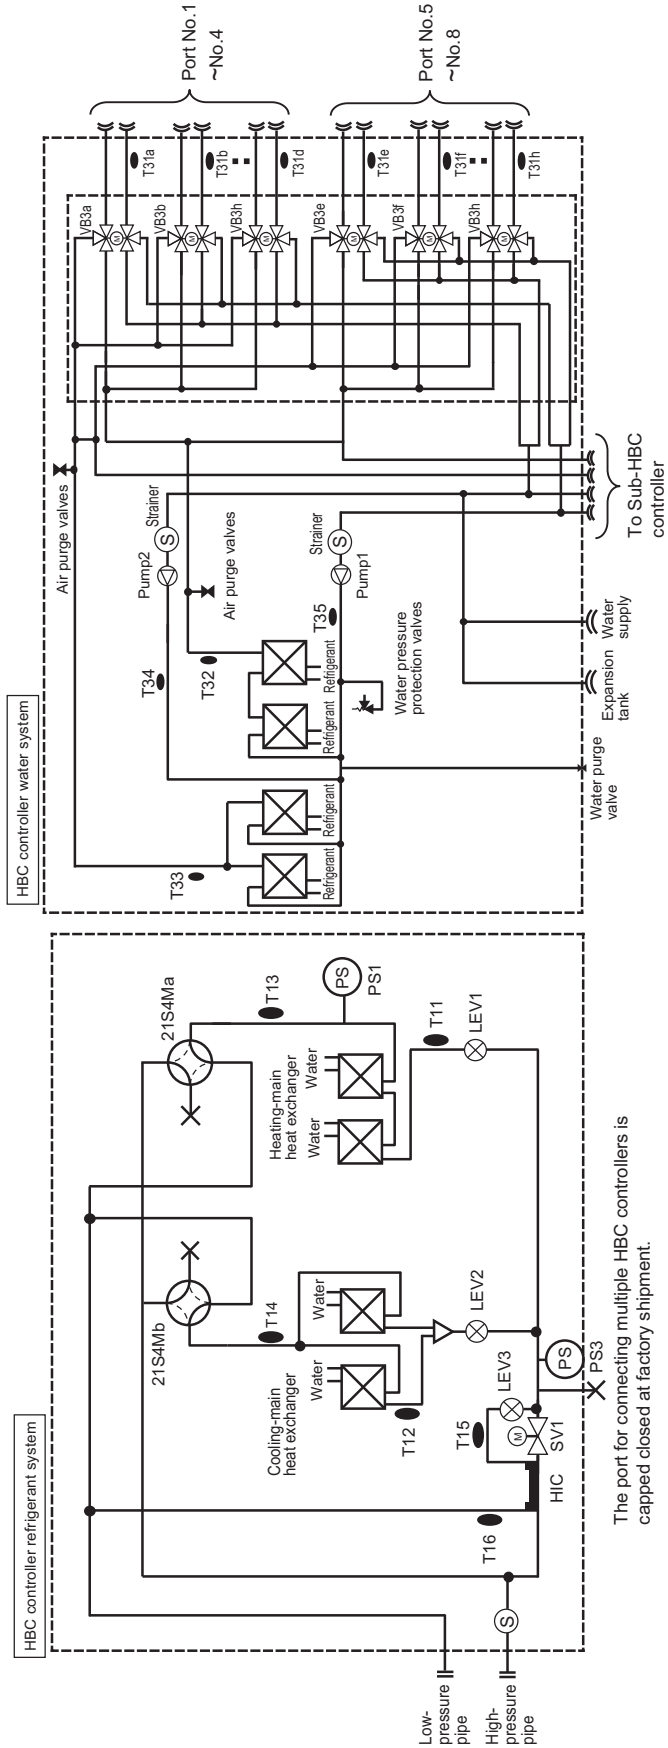 HBC controller refrigerant system
Low-
pressure
pipe
High-
pressure
pipe
S
T16
HIC
T15
M
SV1
LEV3
PS
PS3
The port for connecting multiple HBC controllers is
capped closed at factory shipment.
21S4Mb
T14
Cooling-main
heat exchanger
Water
Water
T12
LEV2
21S4Ma
T13
PS
PS1
Heating-main
heat exchanger
Water
Water
T11
LEV1
HBC controller water system
T33
Refrigerant
Refrigerant
Refrigerant
Refrigerant
T34
T32
T35
Air purge valves
Pump2
Strainer
S
Air purge valves
Pump1
Strainer
S
Water pressure
protection valves
Water purge
valve
Expansion
tank
Water
supply
To Sub-HBC
controller
VB3a
M
VB3b
M
VB3h
M
VB3e
M
VB3f
M
VB3h
M
T31a
T31b
T31d
T31e
T31f
T31h
Port No.1
~No.4
Port No.5
~No.8